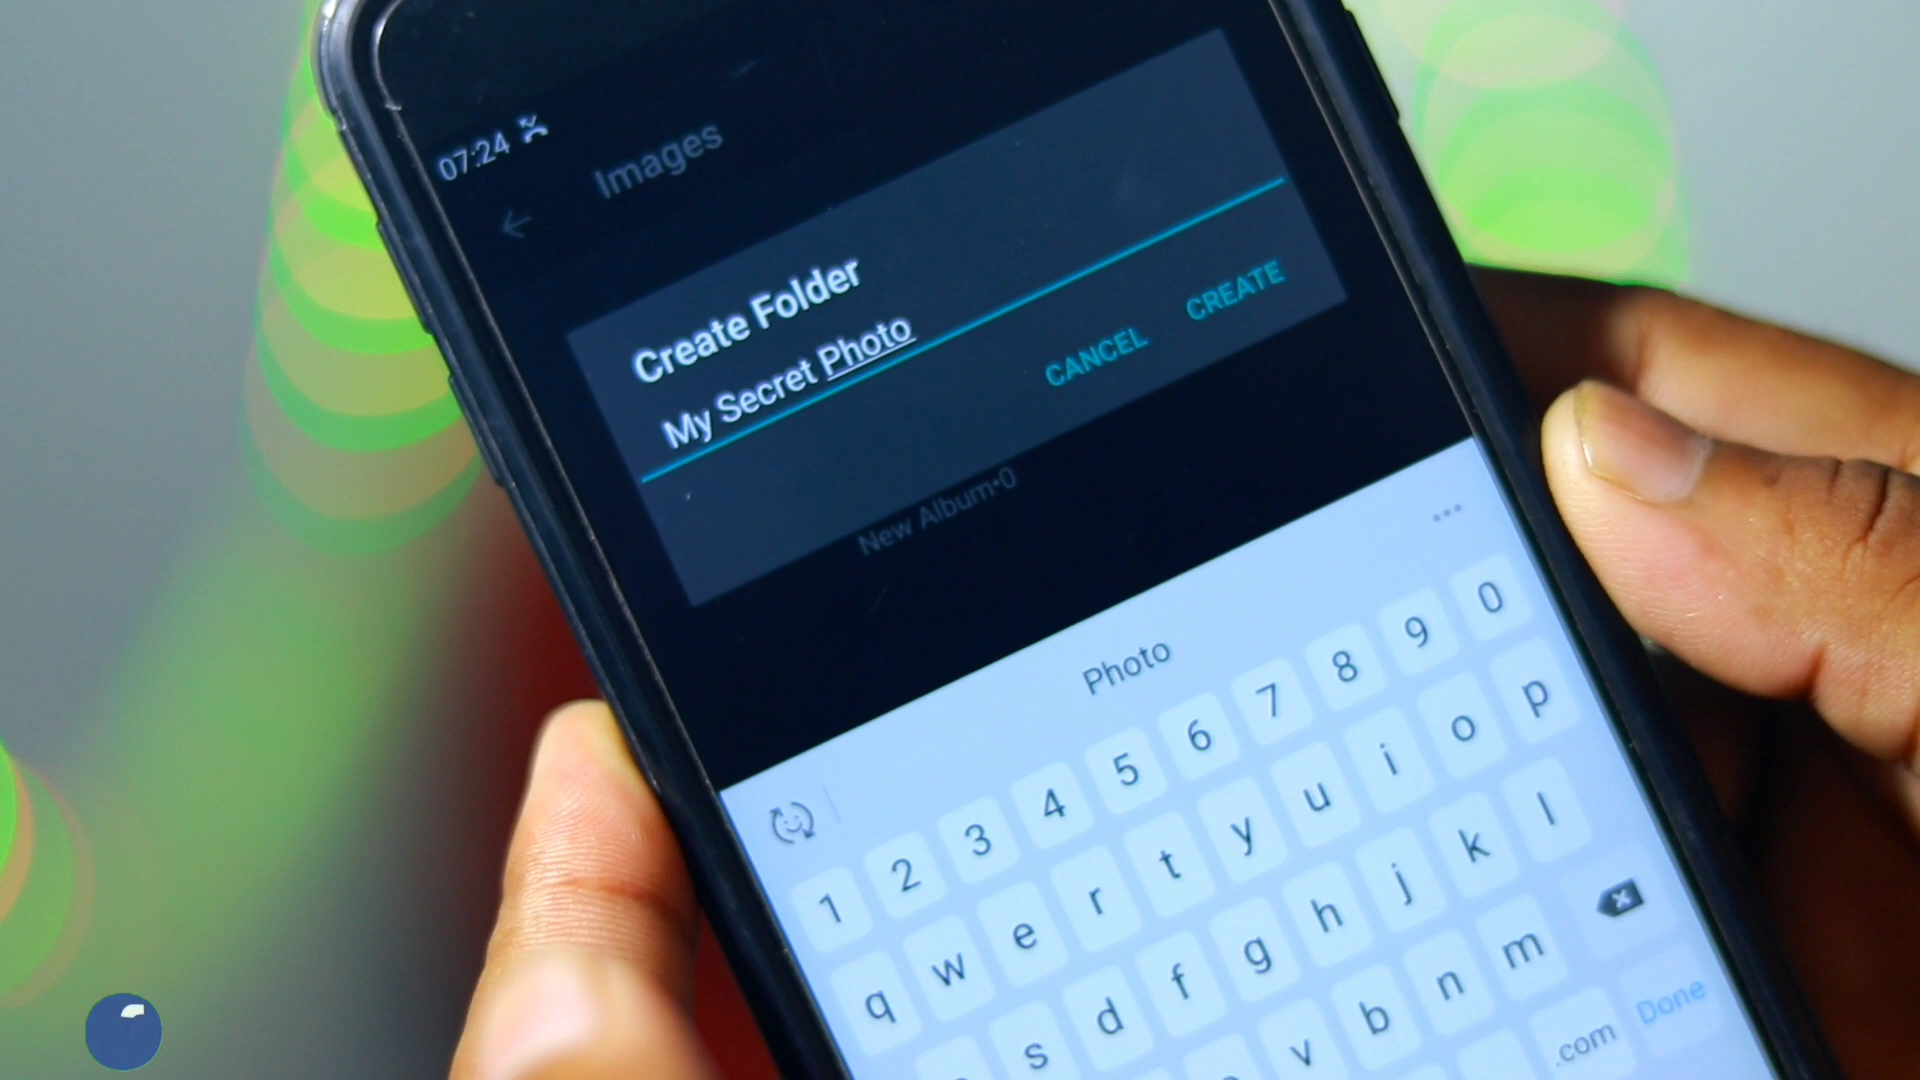 07:24
Images
Create Folder
My Secret Photo
CANCEL CREATE
New Album•0
Photo
1 2 3 4 5 6 7 8 9 0
q w e r t y u i o p
s d f g h j k l
v b n m
.com Done